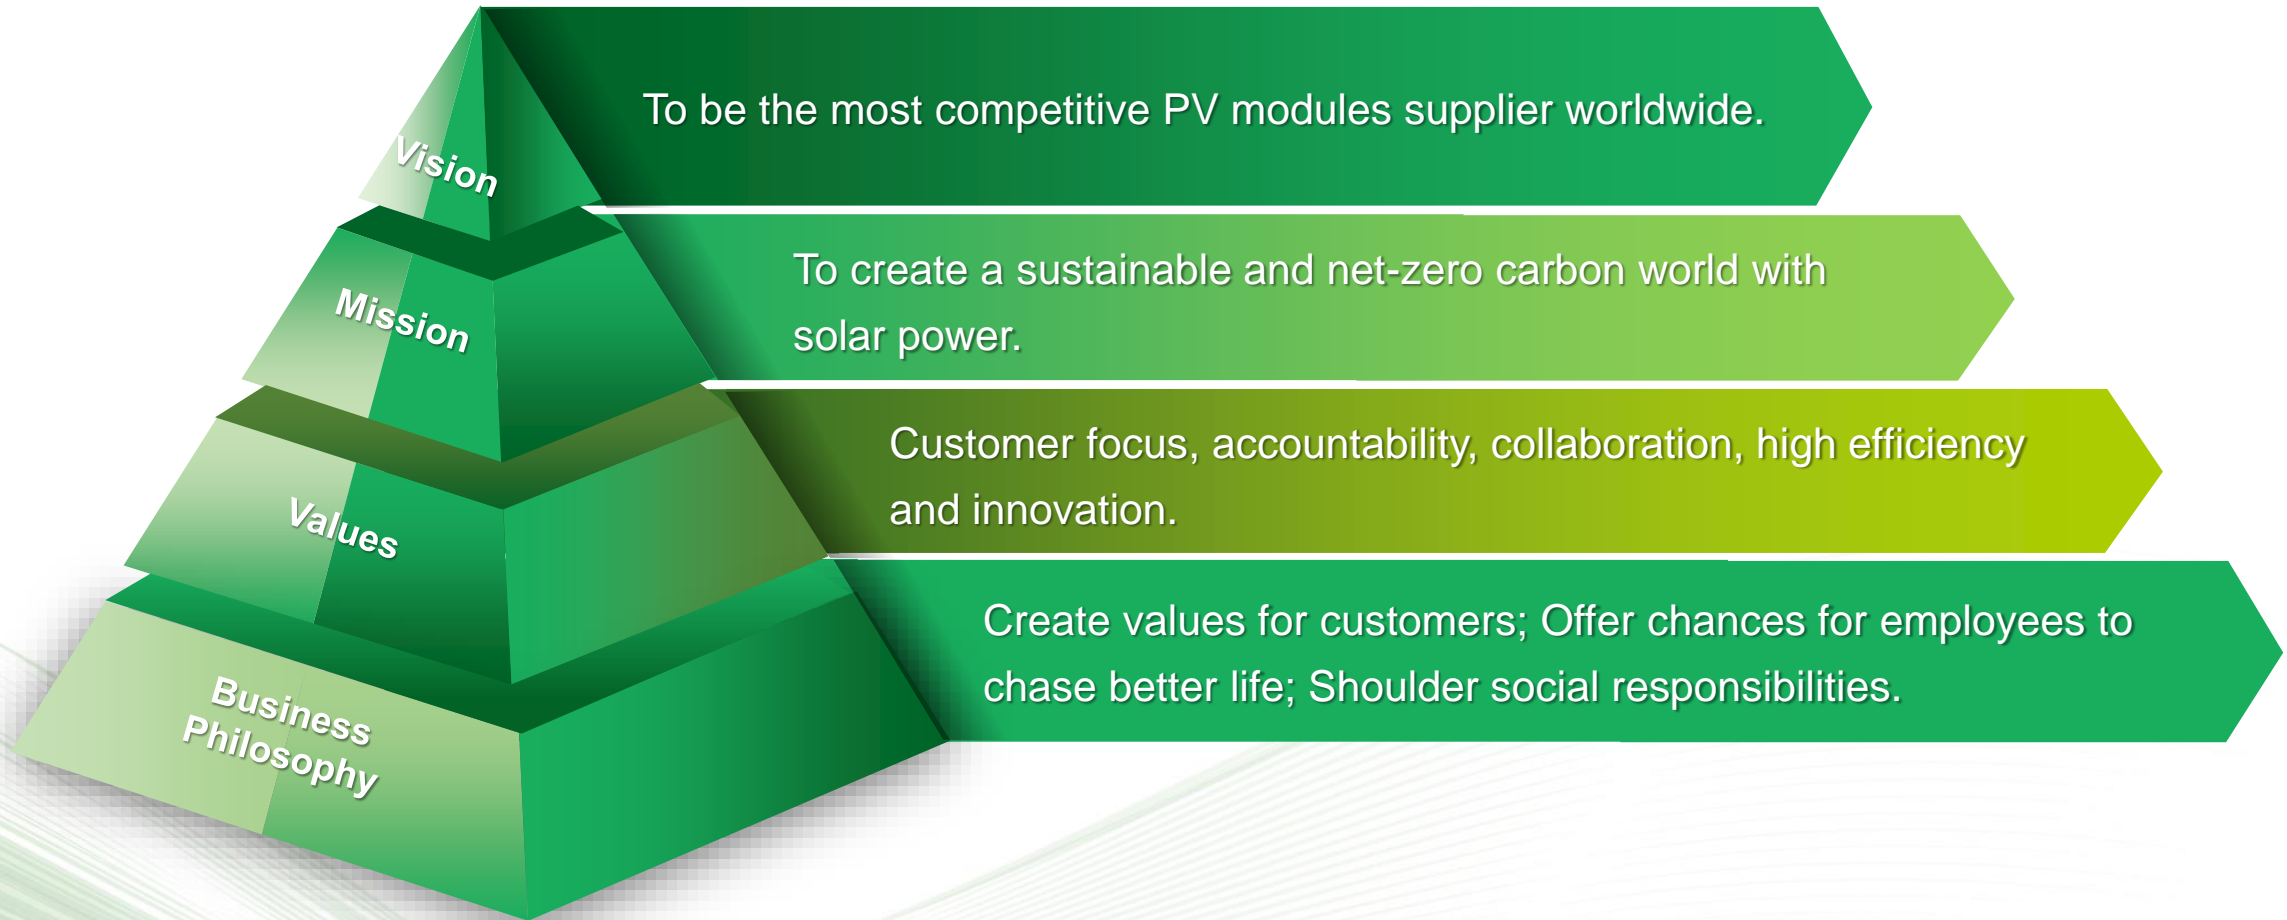 Vision
To be the most competitive PV modules supplier worldwide.
Mission
To create a sustainable and net-zero carbon world with
solar power.
Values
Customer focus, accountability, collaboration, high efficiency
and innovation.
Business
Philosophy
Create values for customers; Offer chances for employees to
chase better life; Shoulder social responsibilities.